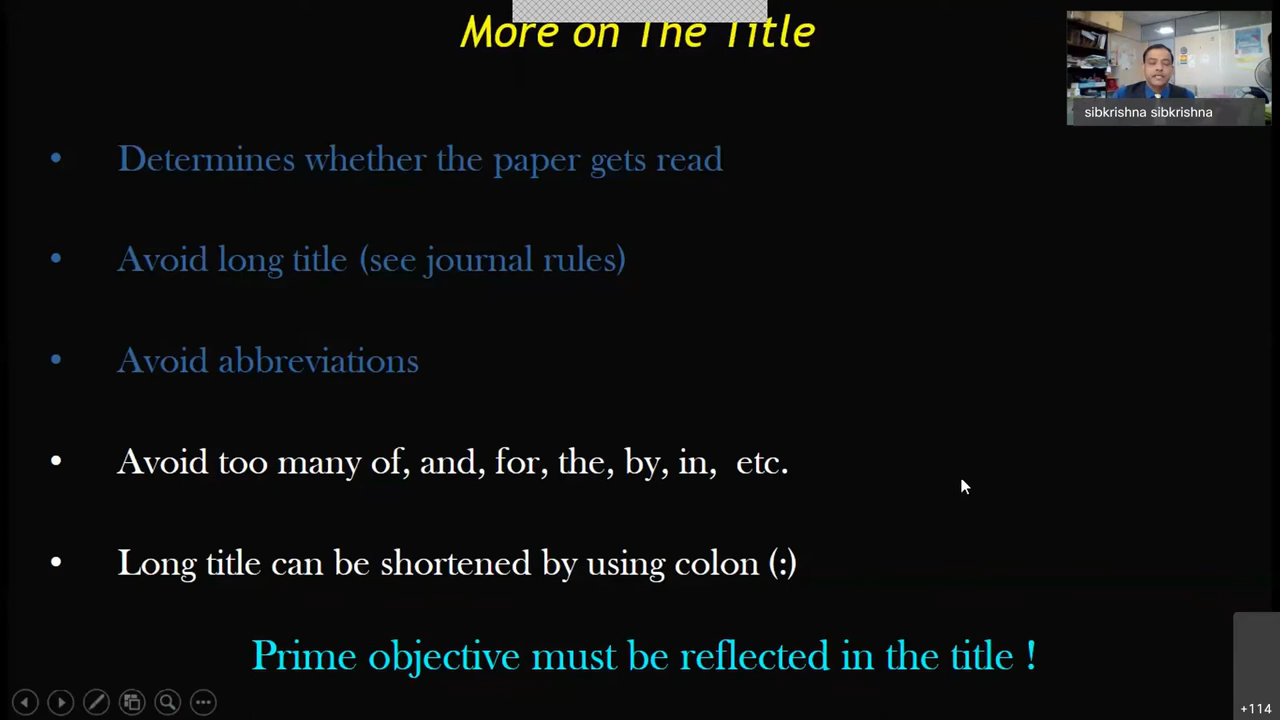 More on The Title
sibkrishna sibkrishna
• Determines whether the paper gets read
• Avoid long title (see journal rules)
• Avoid abbreviations
• Avoid too many of, and, for, the, by, in, etc.
• Long title can be shortened by using colon (:)
Prime objective must be reflected in the title !
+114